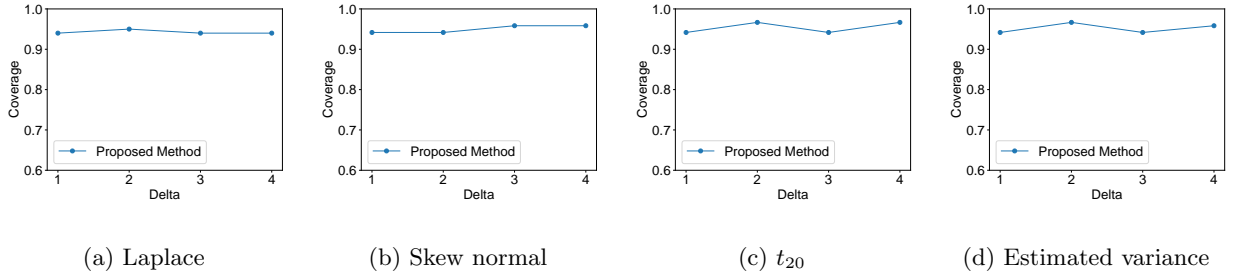 1.0
0.9
0.8
0.7
0.6
Coverage
Proposed Method
1 2 3 4
Delta
(a) Laplace
1.0
0.9
0.8
0.7
0.6
Coverage
Proposed Method
1 2 3 4
Delta
(b) Skew normal
1.0
0.9
0.8
0.7
0.6
Coverage
Proposed Method
1 2 3 4
Delta
(c) t₂₀
1.0
0.9
0.8
0.7
0.6
Coverage
Proposed Method
1 2 3 4
Delta
(d) Estimated variance